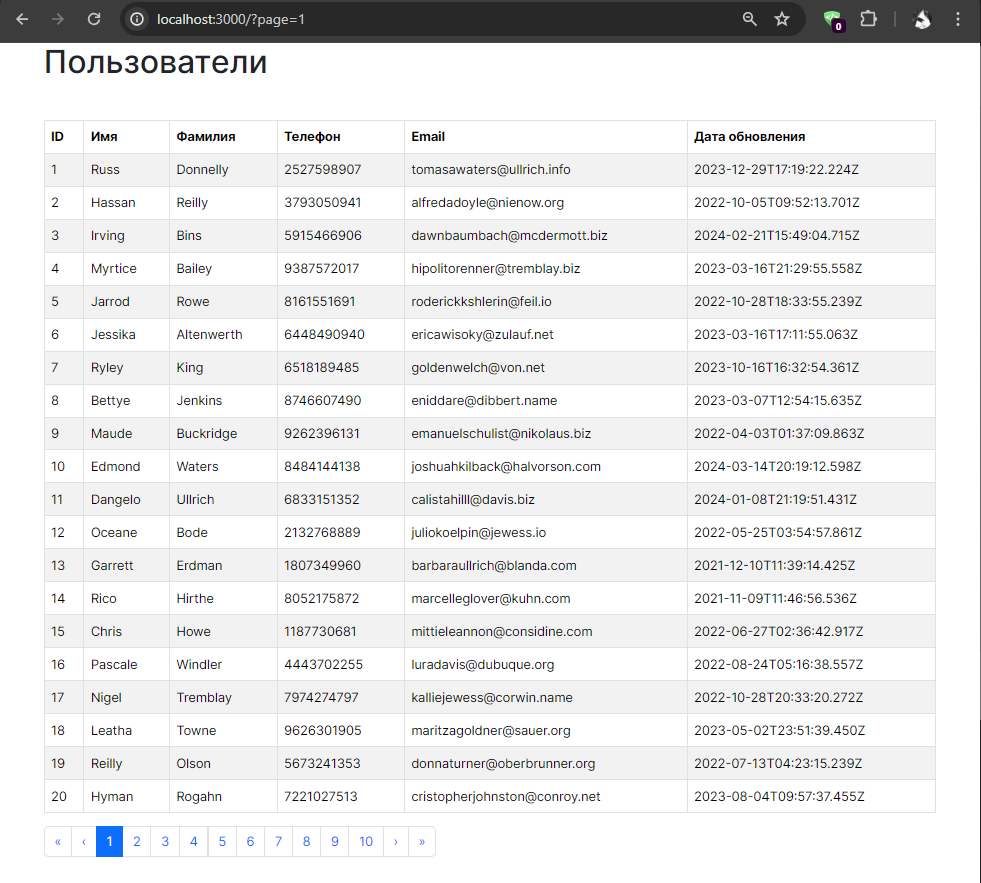 localhost:3000/?page=1
0
Пользователи
ID Имя Фамилия Телефон Email Дата обновления
1 Russ Donnelly 2527598907 tomasawaters@ullrich.info 2023-12-29T17:19:22.224Z
2 Hassan Reilly 3793050941 alfredadoyle@nienow.org 2022-10-05T09:52:13.701Z
3 Irving Bins 5915466906 dawnbaumbach@mcdermott.biz 2024-02-21T15:49:04.715Z
4 Myrtice Bailey 9387572017 hipolitorenner@tremblay.biz 2023-03-16T21:29:55.558Z
5 Jarrod Rowe 8161551691 roderickkshlerin@feil.io 2022-10-28T18:33:55.239Z
6 Jessika Altenwerth 6448490940 ericawisoky@zulauf.net 2023-03-16T17:11:55.063Z
7 Ryley King 6518189485 goldenwelch@von.net 2023-10-16T16:32:54.361Z
8 Bettye Jenkins 8746607490 eniddare@dibbert.name 2023-03-07T12:54:15.635Z
9 Maude Buckridge 9262396131 emanuelschulist@nikolaus.biz 2022-04-03T01:37:09.863Z
10 Edmond Waters 8484144138 joshuahkilback@halvorson.com 2024-03-14T20:19:12.598Z
11 Dangelo Ullrich 6833151352 calistahilll@davis.biz 2024-01-08T21:19:51.431Z
12 Oceane Bode 2132768889 juliokoelpin@jewess.io 2022-05-25T03:54:57.861Z
13 Garrett Erdman 1807349960 barbaraullrich@blanda.com 2021-12-10T11:39:14.425Z
14 Rico Hirthe 8052175872 marcelleglover@kuhn.com 2021-11-09T11:46:56.536Z
15 Chris Howe 1187730681 mittieleannon@considine.com 2022-06-27T02:36:42.917Z
16 Pascale Windler 4443702255 luradavis@dubuque.org 2022-08-24T05:16:38.557Z
17 Nigel Tremblay 7974274797 kalliejewess@corwin.name 2022-10-28T20:33:20.272Z
18 Leatha Towne 9626301905 maritzagoldner@sauer.org 2023-05-02T23:51:39.450Z
19 Reilly Olson 5673241353 donnaturner@oberbrunner.org 2022-07-13T04:23:15.239Z
20 Hyman Rogahn 7221027513 cristopherjohnston@conroy.net 2023-08-04T09:57:37.455Z
« ‹ 1 2 3 4 5 6 7 8 9 10 › »